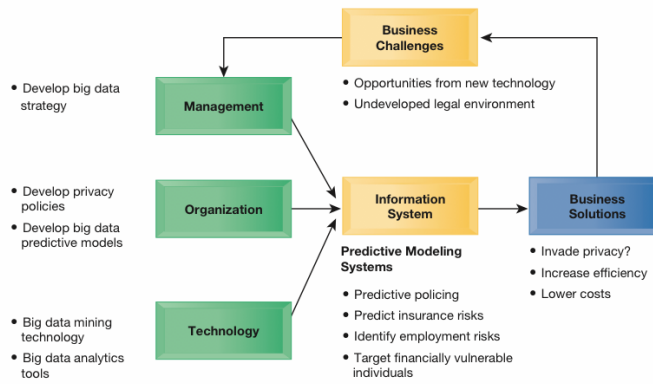 Business
Challenges
• Opportunities from new technology
• Undeveloped legal environment
• Develop big data
strategy
Management
• Develop privacy
policies
• Develop big data
predictive models
Organization
Information
System
Business
Solutions
Predictive Modeling
Systems
• Predictive policing
• Predict insurance risks
• Identify employment risks
• Target financially vulnerable
individuals
• Invade privacy?
• Increase efficiency
• Lower costs
• Big data mining
technology
• Big data analytics
tools
Technology